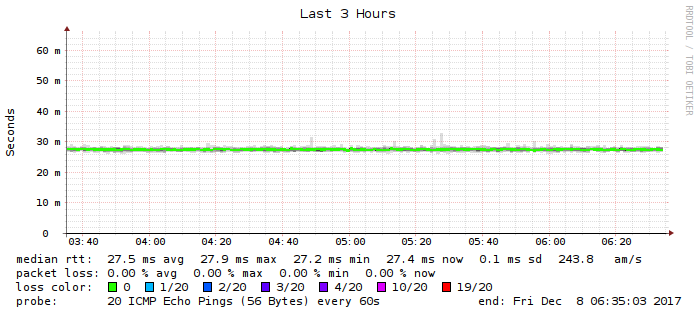 Last 3 Hours
RRDTOOL / TOBI OETIKER
Seconds
60 m
50 m
40 m
30 m
20 m
10 m
0
03:40 04:00 04:20 04:40 05:00 05:20 05:40 06:00 06:20
median rtt: 27.5 ms avg 27.9 ms max 27.2 ms min 27.4 ms now 0.1 ms sd 243.8 am/s
packet loss: 0.00 % avg 0.00 % max 0.00 % min 0.00 % now
loss color: 0 1/20 2/20 3/20 4/20 10/20 19/20
probe: 20 ICMP Echo Pings (56 Bytes) every 60s end: Fri Dec 8 06:35:03 2017